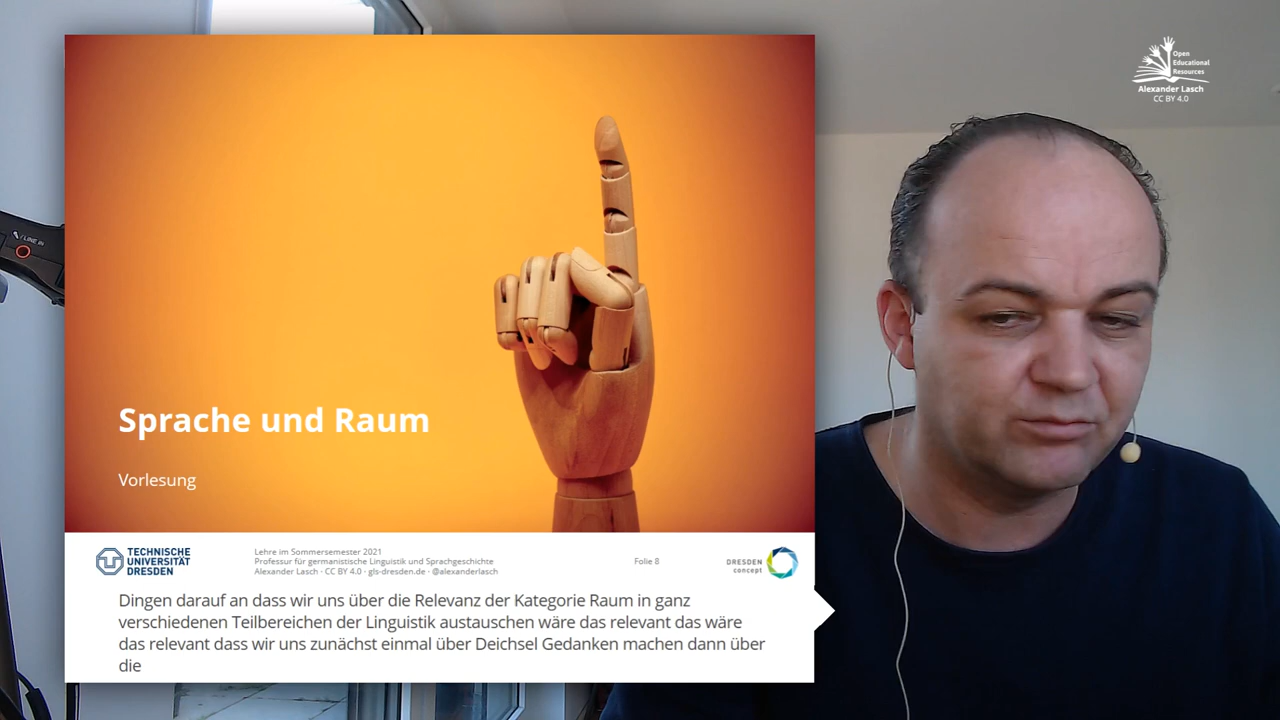 Open
Educational
Resources
Alexander Lasch
CC BY 4.0
LINE IN
Sprache und Raum
Vorlesung
TECHNISCHE
UNIVERSITÄT
DRESDEN
Lehre im Sommersemester 2021
Professur für germanistische Linguistik und Sprachgeschichte
Alexander Lasch · CC BY 4.0 · gls-dresden.de · @alexanderlasch
Folie 8
DRESDEN
concept
Dingen darauf an dass wir uns über die Relevanz der Kategorie Raum in ganz
verschiedenen Teilbereichen der Linguistik austauschen wäre das relevant das wäre
das relevant dass wir uns zunächst einmal über Deichsel Gedanken machen dann über
die